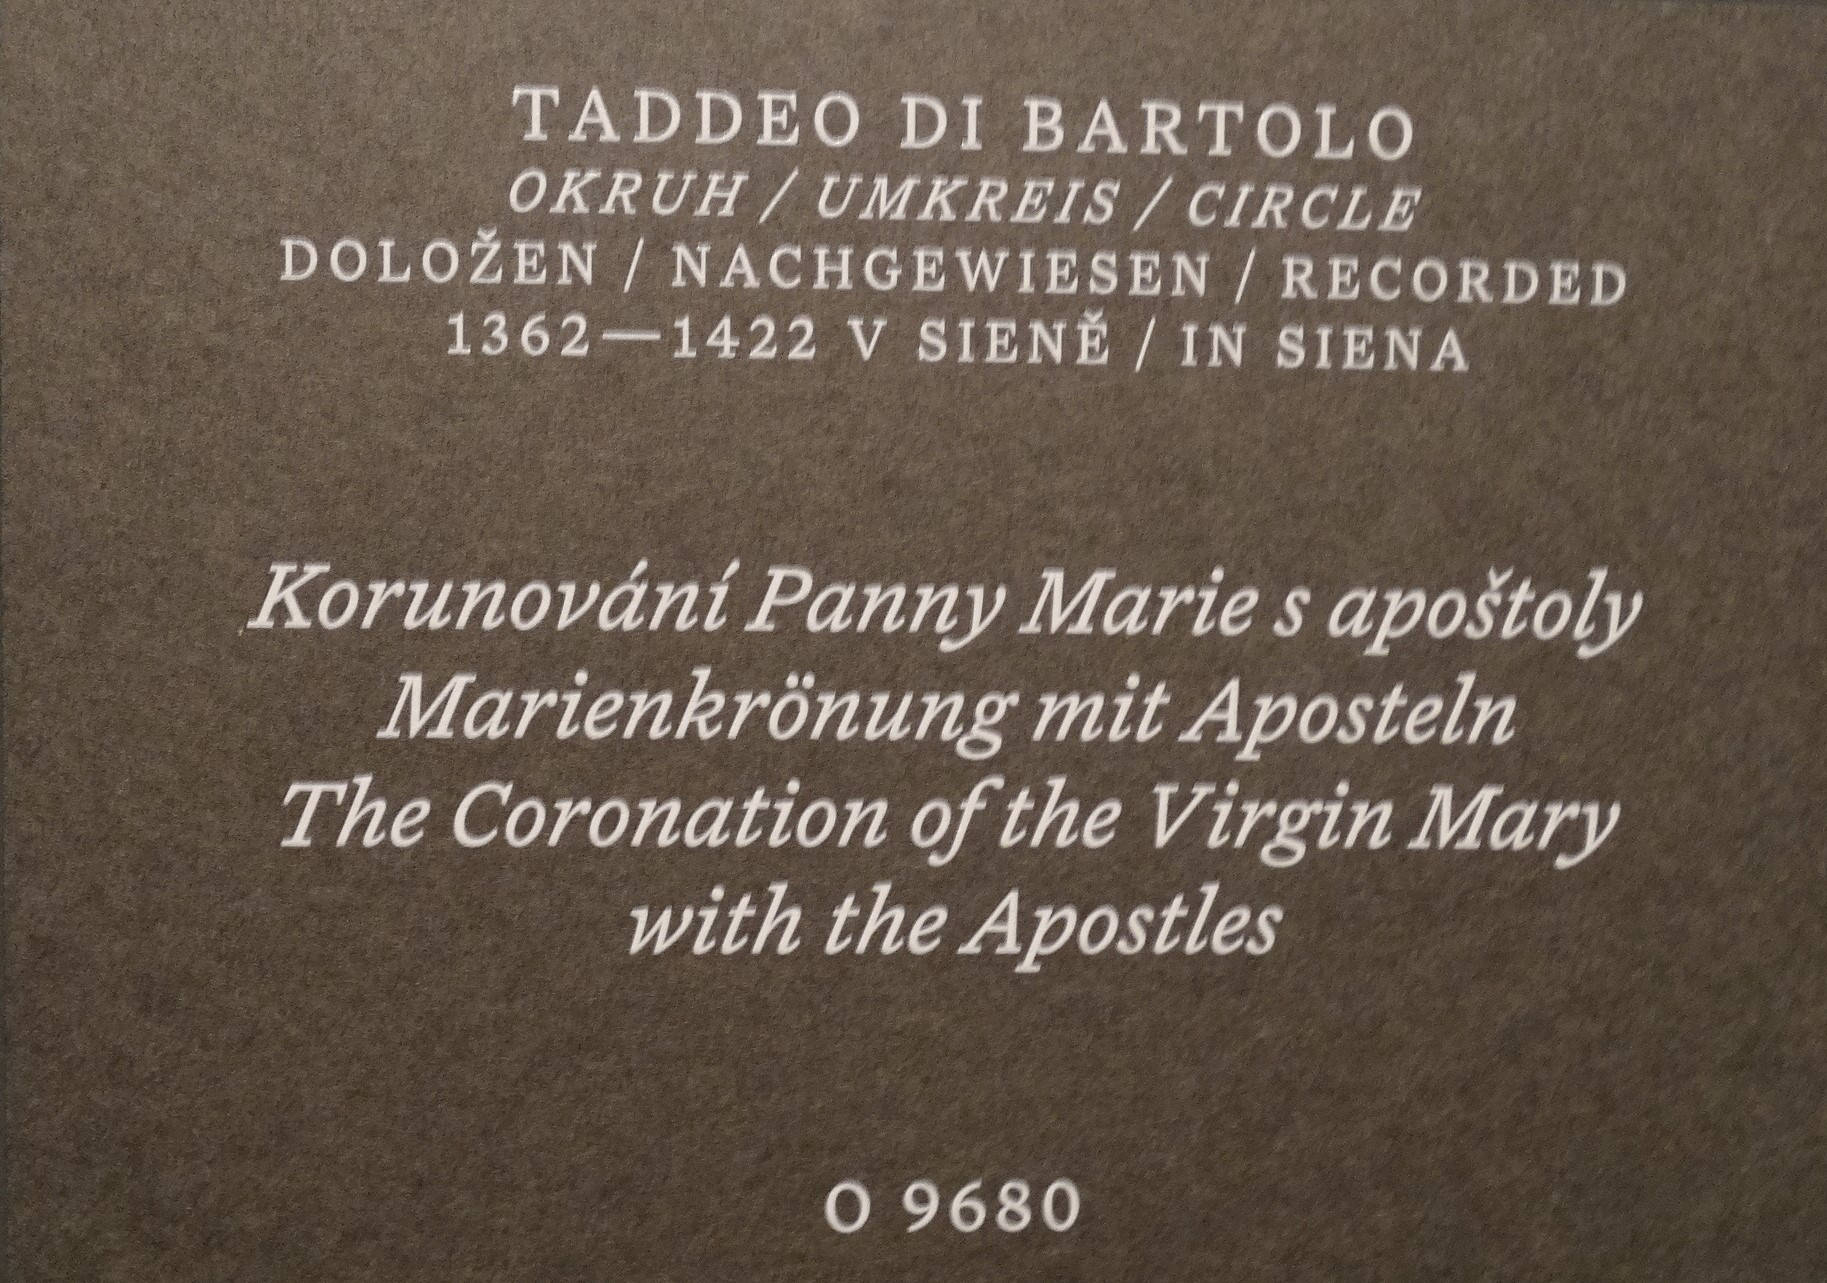 TADDEO DI BARTOLO
OKRUH / UMKREIS / CIRCLE
DOLOŽEN / NACHGEWIESEN / RECORDED
1362—1422 V SIENĚ / IN SIENA
Korunování Panny Marie s apoštoly
Marienkrönung mit Aposteln
The Coronation of the Virgin Mary
with the Apostles
O 9680